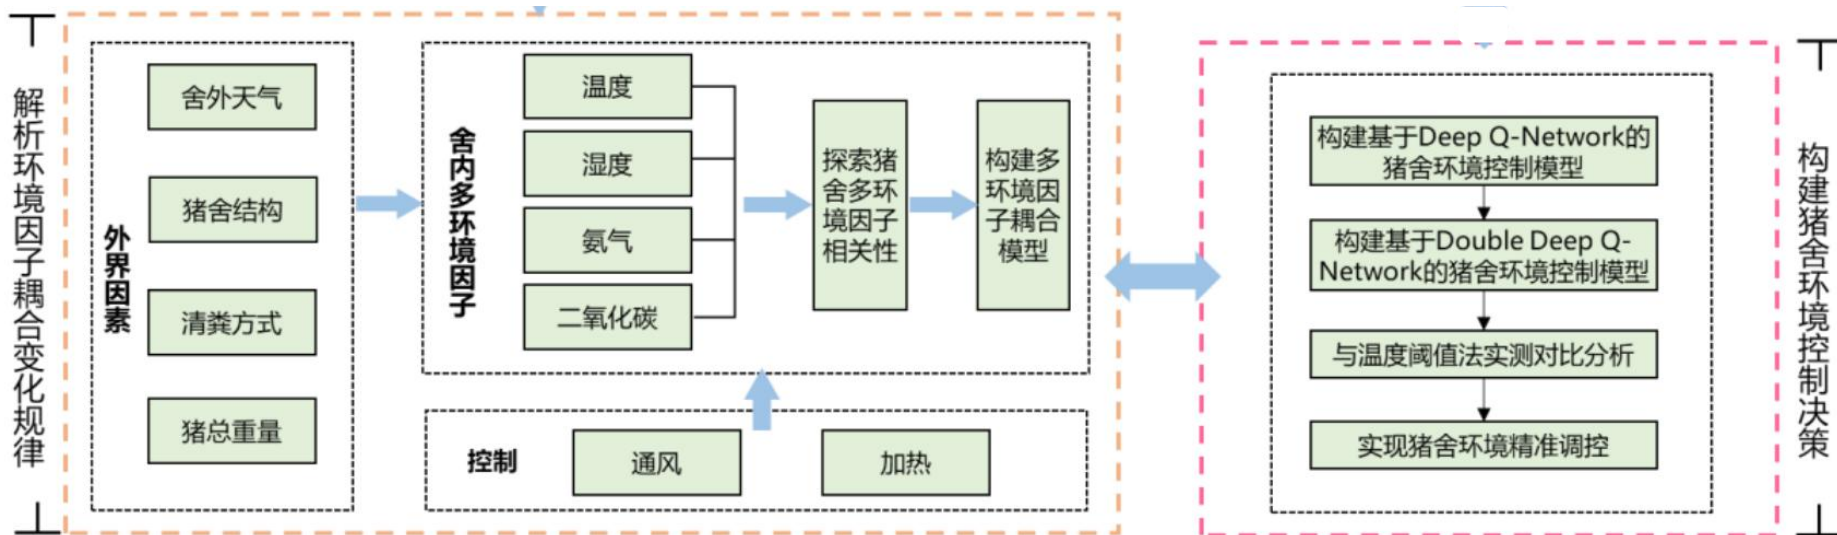 解析环境因子耦合变化规律
外界因素
舍外天气
猪舍结构
清粪方式
猪总重量
舍内多环境因子
温度
湿度
氨气
二氧化碳
探索猪
舍多环
境因子
相关性
构建多
环境因
子耦合
模型
控制
通风
加热
构建基于Deep Q-Network的
猪舍环境控制模型
构建基于Double Deep Q-
Network的猪舍环境控制模型
与温度阈值法实测对比分析
实现猪舍环境精准调控
构建猪舍环境控制决策